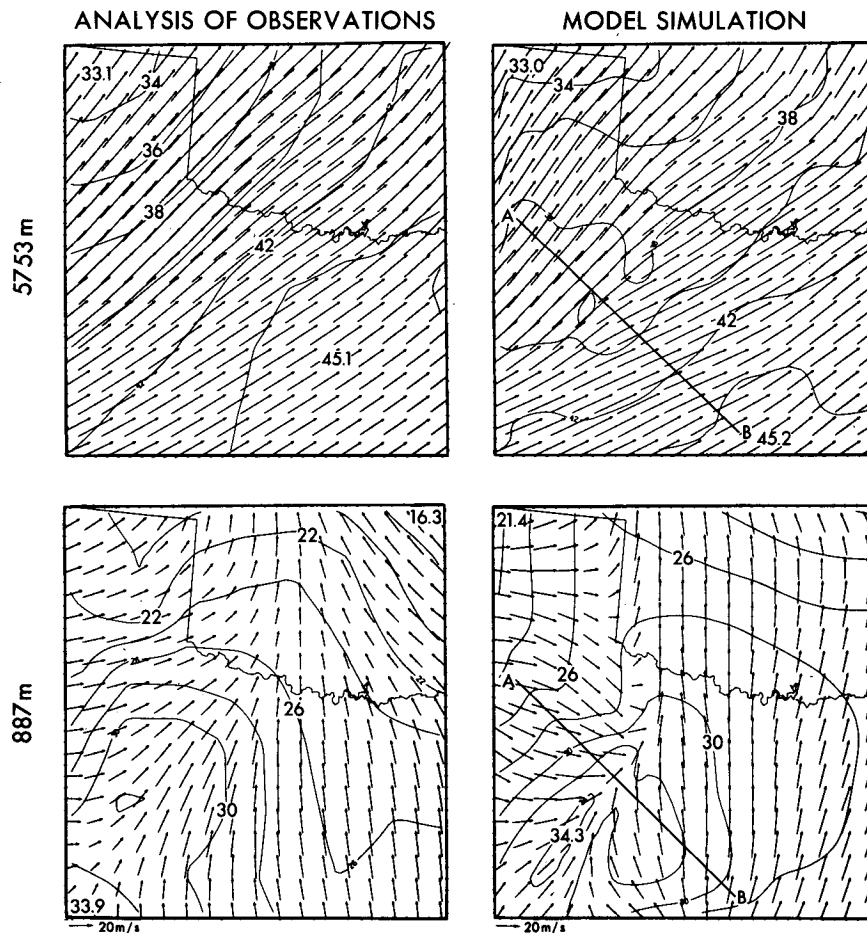 ANALYSIS OF OBSERVATIONS
MODEL SIMULATION
5753 m
33.1
34
36
38
42
45.1
33.0
34
38
A
42
B 45.2
887 m
16.3
22
22
26
30
33.9
20m/s
21.4
26
26
A
30
34.3
B
20m/s